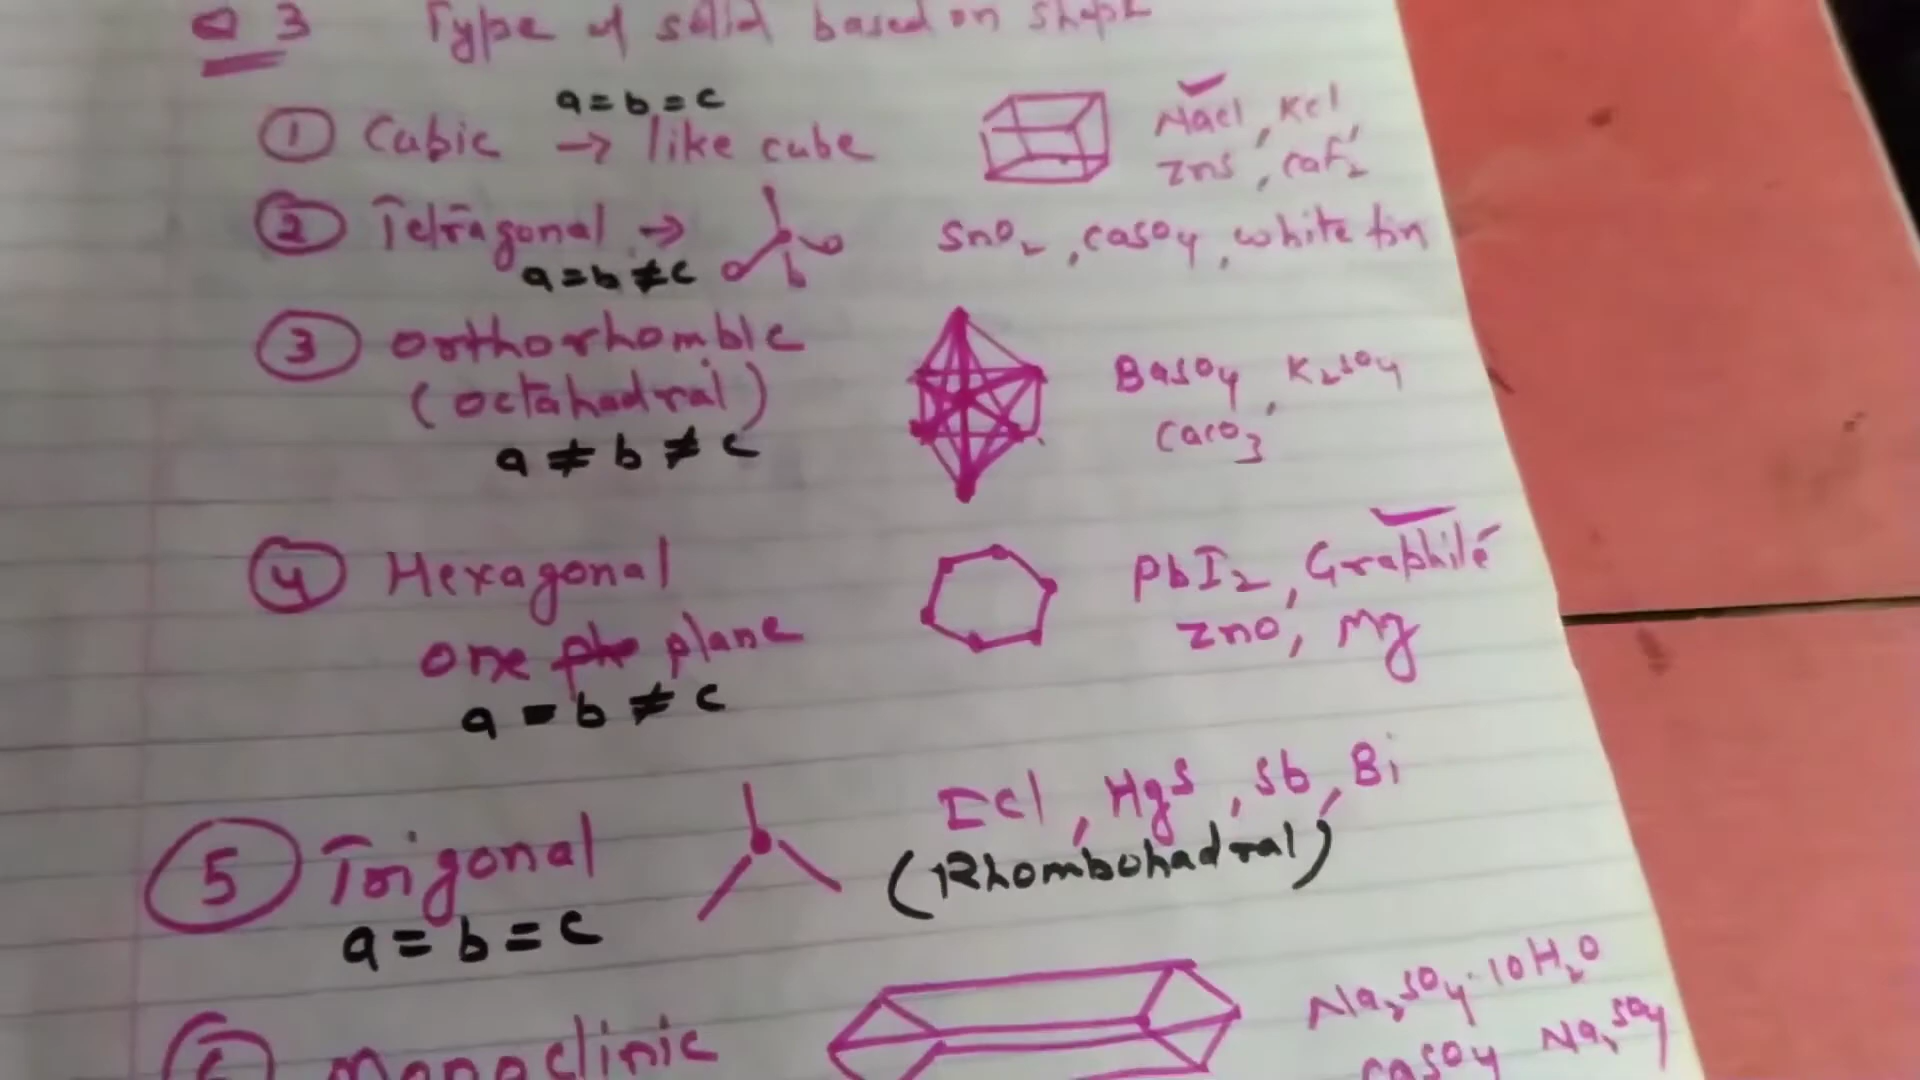 Q 3 Type of solid based on shape
a = b = c
① Cubic → like cube NaCl, KCl
ZnS, CaF₂
② Tetragonal → SnO₂, CaSO₄, white tin
a = b ≠ c b
③ Orthorhombic BaSO₄, K₂SO₄
(octahadral) CaCO₃
a ≠ b ≠ c
④ Hexagonal PbI₂, Graphite
one plane ZnO, Mg
a = b ≠ c
⑤ Trigonal ICl, HgS, Sb, Bi
(Rhombohadral)
a = b = c
Monoclinic Na₂SO₄·10H₂O
CaSO₄ Na₂SO₄